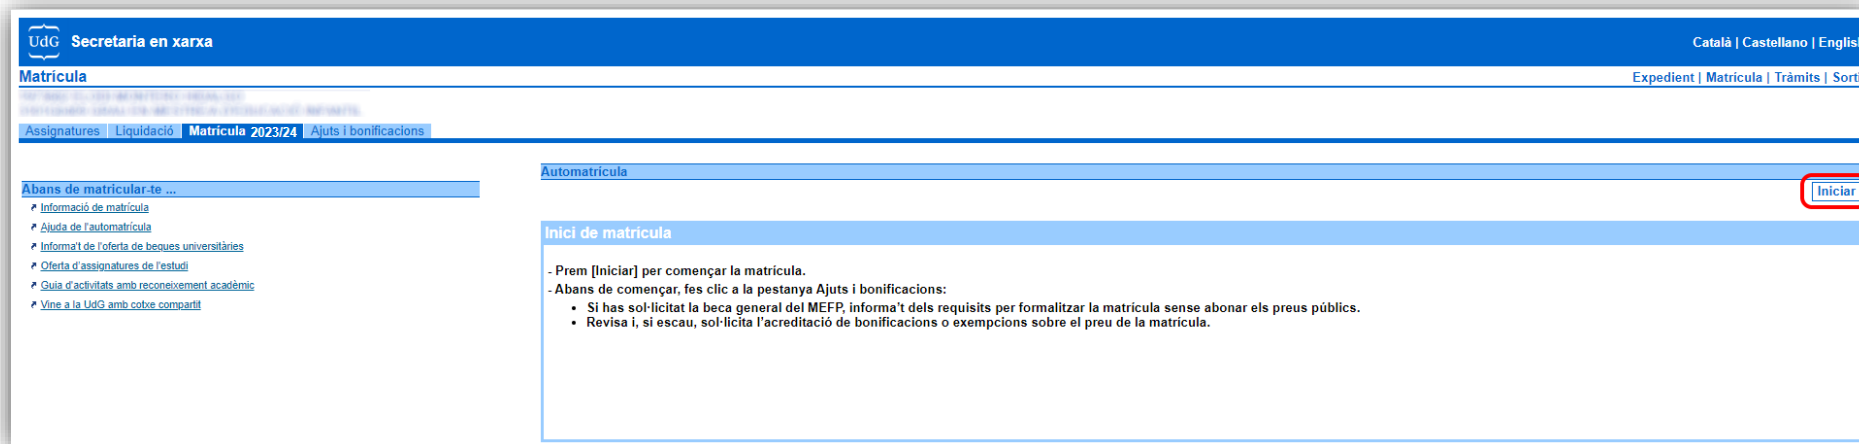 UdG Secretaria en xarxa
Català | Castellano | English
Matrícula
Expedient | Matrícula | Tràmits |
Assignatures Liquidació Matrícula 2023/24 Ajuts i bonificacions
Automatrícula
Abans de matricular-te ...
Iniciar
Informació de matrícula
Ajuda de l'automatrícula
Informa't de l'oferta de beques universitàries
Oferta d'assignatures de l'estudi
Guia d'activitats amb reconeixement acadèmic
Vine a la UdG amb cotxe compartit
Inici de matrícula
- Prem [Iniciar] per començar la matrícula.
- Abans de començar, fes clic a la pestanya Ajuts i bonificacions:
• Si has sol·licitat la beca general del MEFP, informa't dels requisits per formalitzar la matrícula sense abonar els preus públics.
• Revisa i, si escau, sol·licita l'acreditació de bonificacions o exempcions sobre el preu de la matrícula.